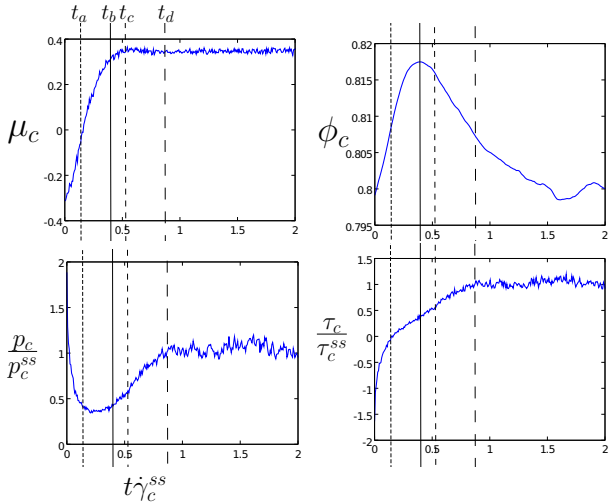 t_a t_b t_c t_d
0.4
0.2
μ_c
0
-0.2
-0.4
0 0.5 1 1.5 2
0.82
0.815
0.81
ϕ_c
0.805
0.8
0.795
0 0.5 1 1.5 2
2
1.5
p_c
p_c^{ss}
1
0.5
0
0 0.5 1 1.5 2
tγ̇_c^{ss}
1.5
1
τ_c
τ_c^{ss}
0.5
0
-0.5
-1
-1.5
-2
0 0.5 1 1.5 2